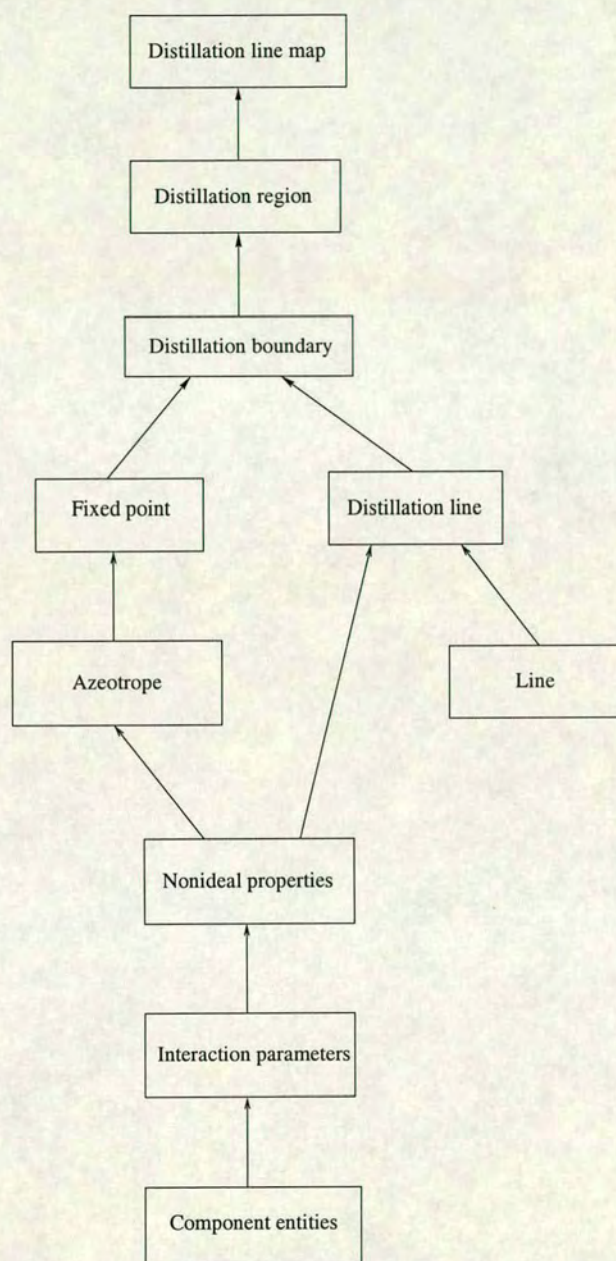 Distillation line map
Distillation region
Distillation boundary
Fixed point
Distillation line
Azeotrope
Line
Nonideal properties
Interaction parameters
Component entities